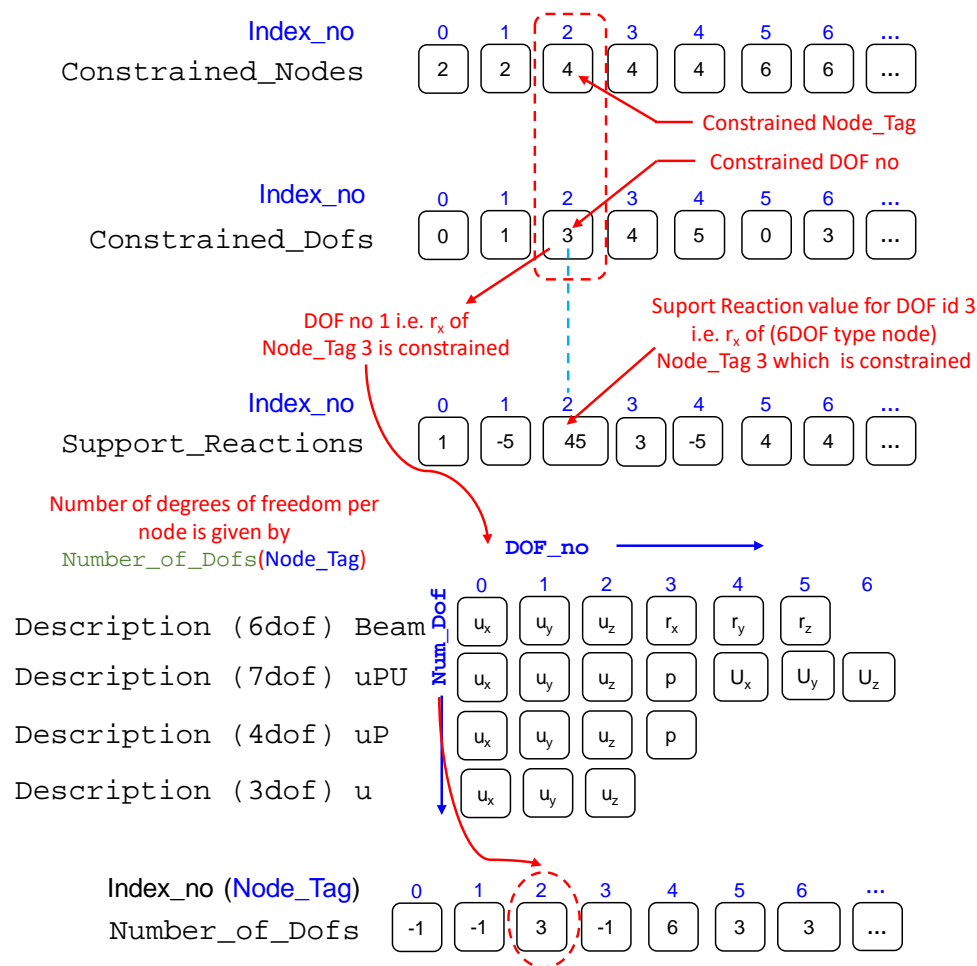 Index_no 0 1 2 3 4 5 6 ...
Constrained_Nodes 2 2 4 4 4 6 6 ...
Constrained Node_Tag
Constrained DOF no
Index_no 0 1 2 3 4 5 6 ...
Constrained_Dofs 0 1 3 4 5 0 3 ...
DOF no 1 i.e. rx of
Node_Tag 3 is constrained
Suport Reaction value for DOF id 3
i.e. rx of (6DOF type node)
Node_Tag 3 which is constrained
Index_no 0 1 2 3 4 5 6 ...
Support_Reactions 1 -5 45 3 -5 4 4 ...
Number of degrees of freedom per
node is given by
Number_of_Dofs(Node_Tag)
DOF_no
Num_Dof
0 1 2 3 4 5 6
Description (6dof) Beam ux uy uz rx ry rz
Description (7dof) uPU ux uy uz p Ux Uy Uz
Description (4dof) uP ux uy uz p
Description (3dof) u ux uy uz
Index_no (Node_Tag) 0 1 2 3 4 5 6 ...
Number_of_Dofs -1 -1 3 -1 6 3 3 ...